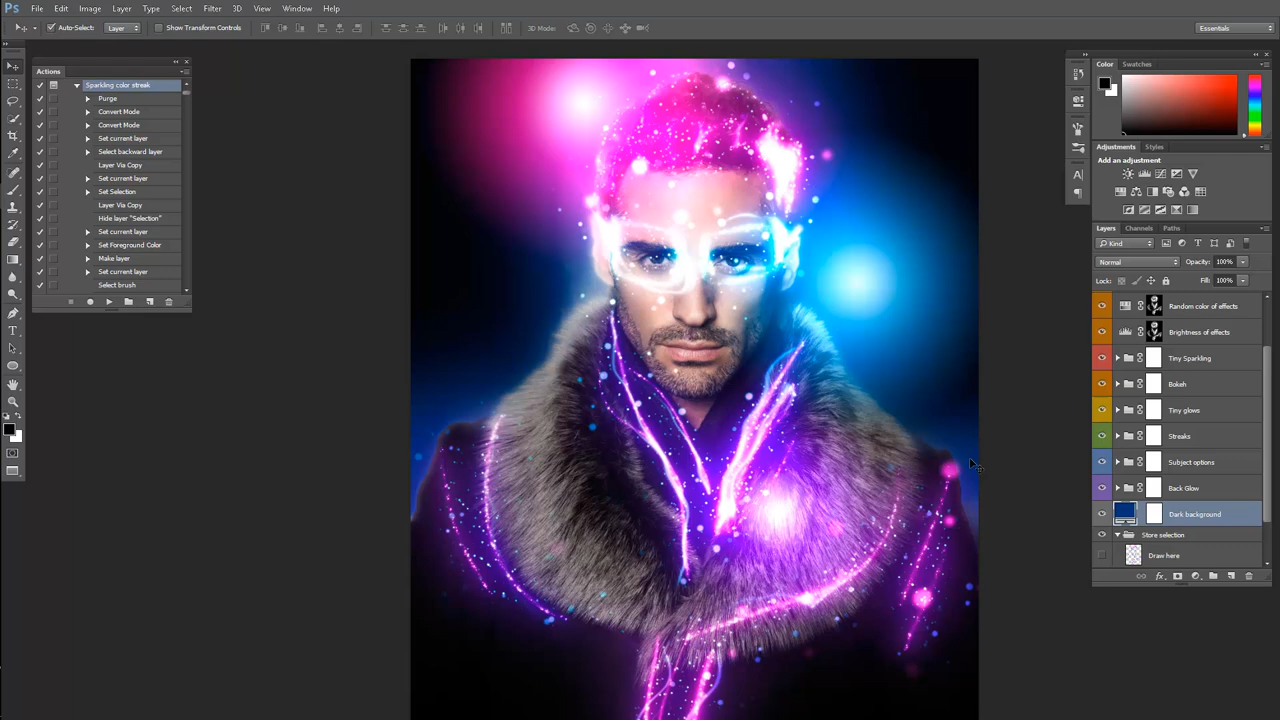 Ps File Edit Image Layer Type Select Filter 3D View Window Help
Auto-Select: Layer Show Transform Controls 3D Mode: Essentials
Actions
Sparkling color streak
Purge
Convert Mode
Convert Mode
Set current layer
Select backward layer
Layer Via Copy
Set current layer
Set Selection
Layer Via Copy
Hide layer "Selection"
Set current layer
Set Foreground Color
Make layer
Set current layer
Select brush
Color Swatches
Adjustments Styles
Add an adjustment
Layers Channels Paths
Kind
Normal Opacity: 100%
Lock: Fill: 100%
Random color of effects
Brightness of effects
Tiny Sparkling
Bokeh
Tiny glows
Streaks
Subject options
Back Glow
Dark background
Store selection
Draw here